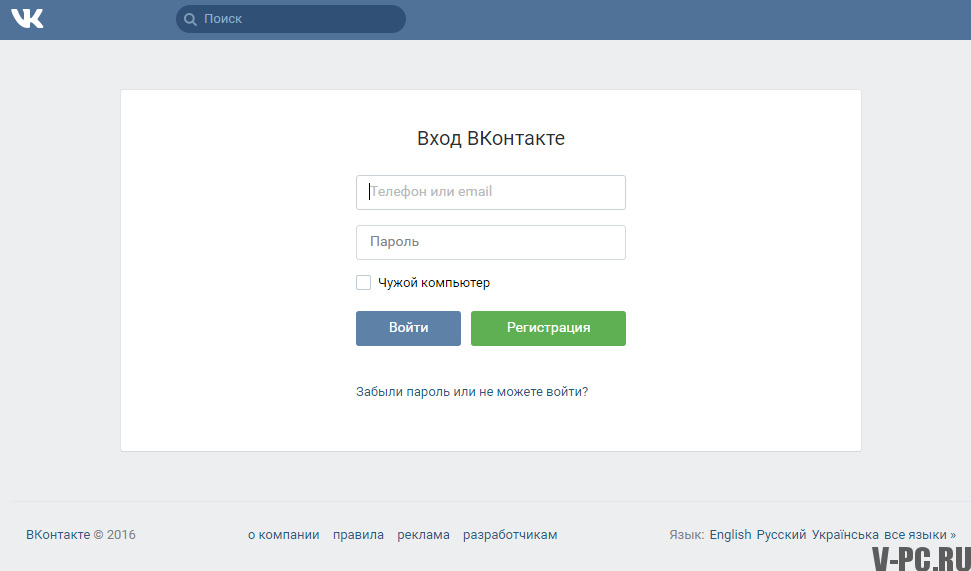 Поиск
Вход ВКонтакте
Телефон или email
Пароль
Чужой компьютер
Войти Регистрация
Забыли пароль или не можете войти?
ВКонтакте © 2016 о компании правила реклама разработчикам Язык: English Русский Українська все языки »
V-PC.RU